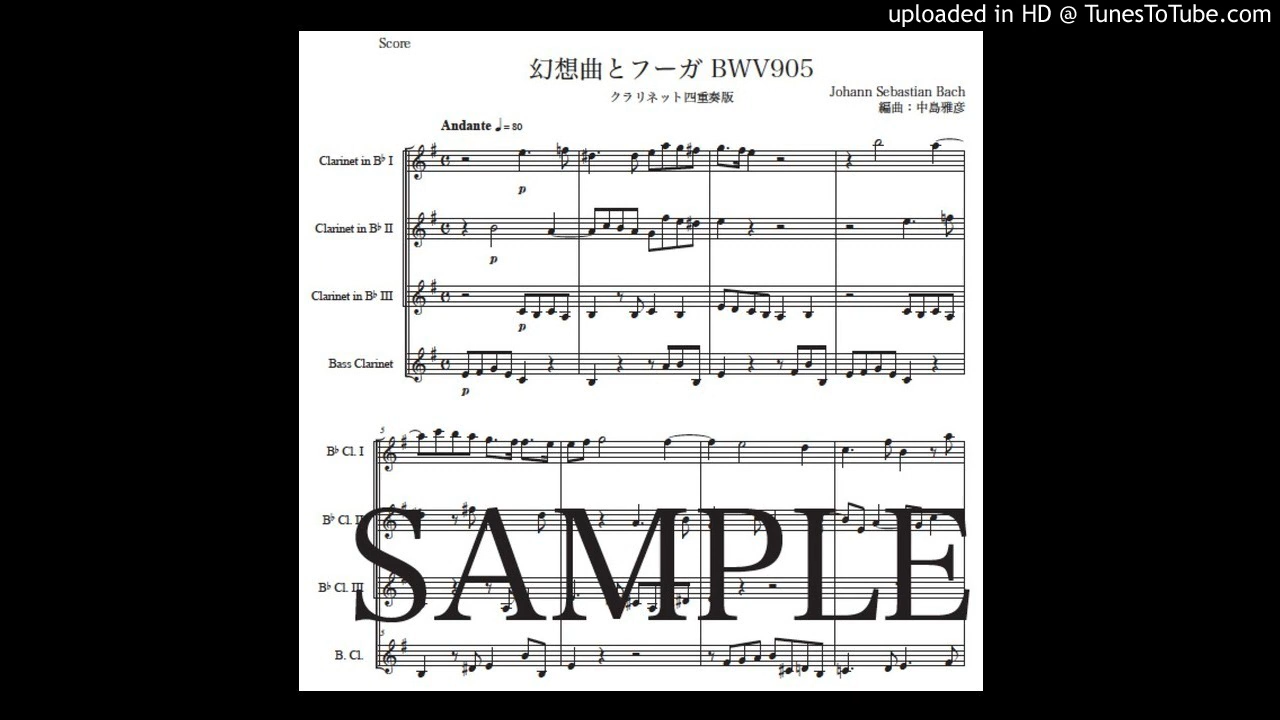 uploaded in HD @ TunesToTube.com
Score
幻想曲とフーガ BWV905
クラリネット四重奏版
Johann Sebastian Bach
編曲：中島雅彦
Andante ♩= 80
Clarinet in B♭ I
p
Clarinet in B♭ II
p
Clarinet in B♭ III
p
Bass Clarinet
p
5
B♭ Cl. I
B♭ Cl. II
B♭ Cl. III
5
B. Cl.
SAMPLE